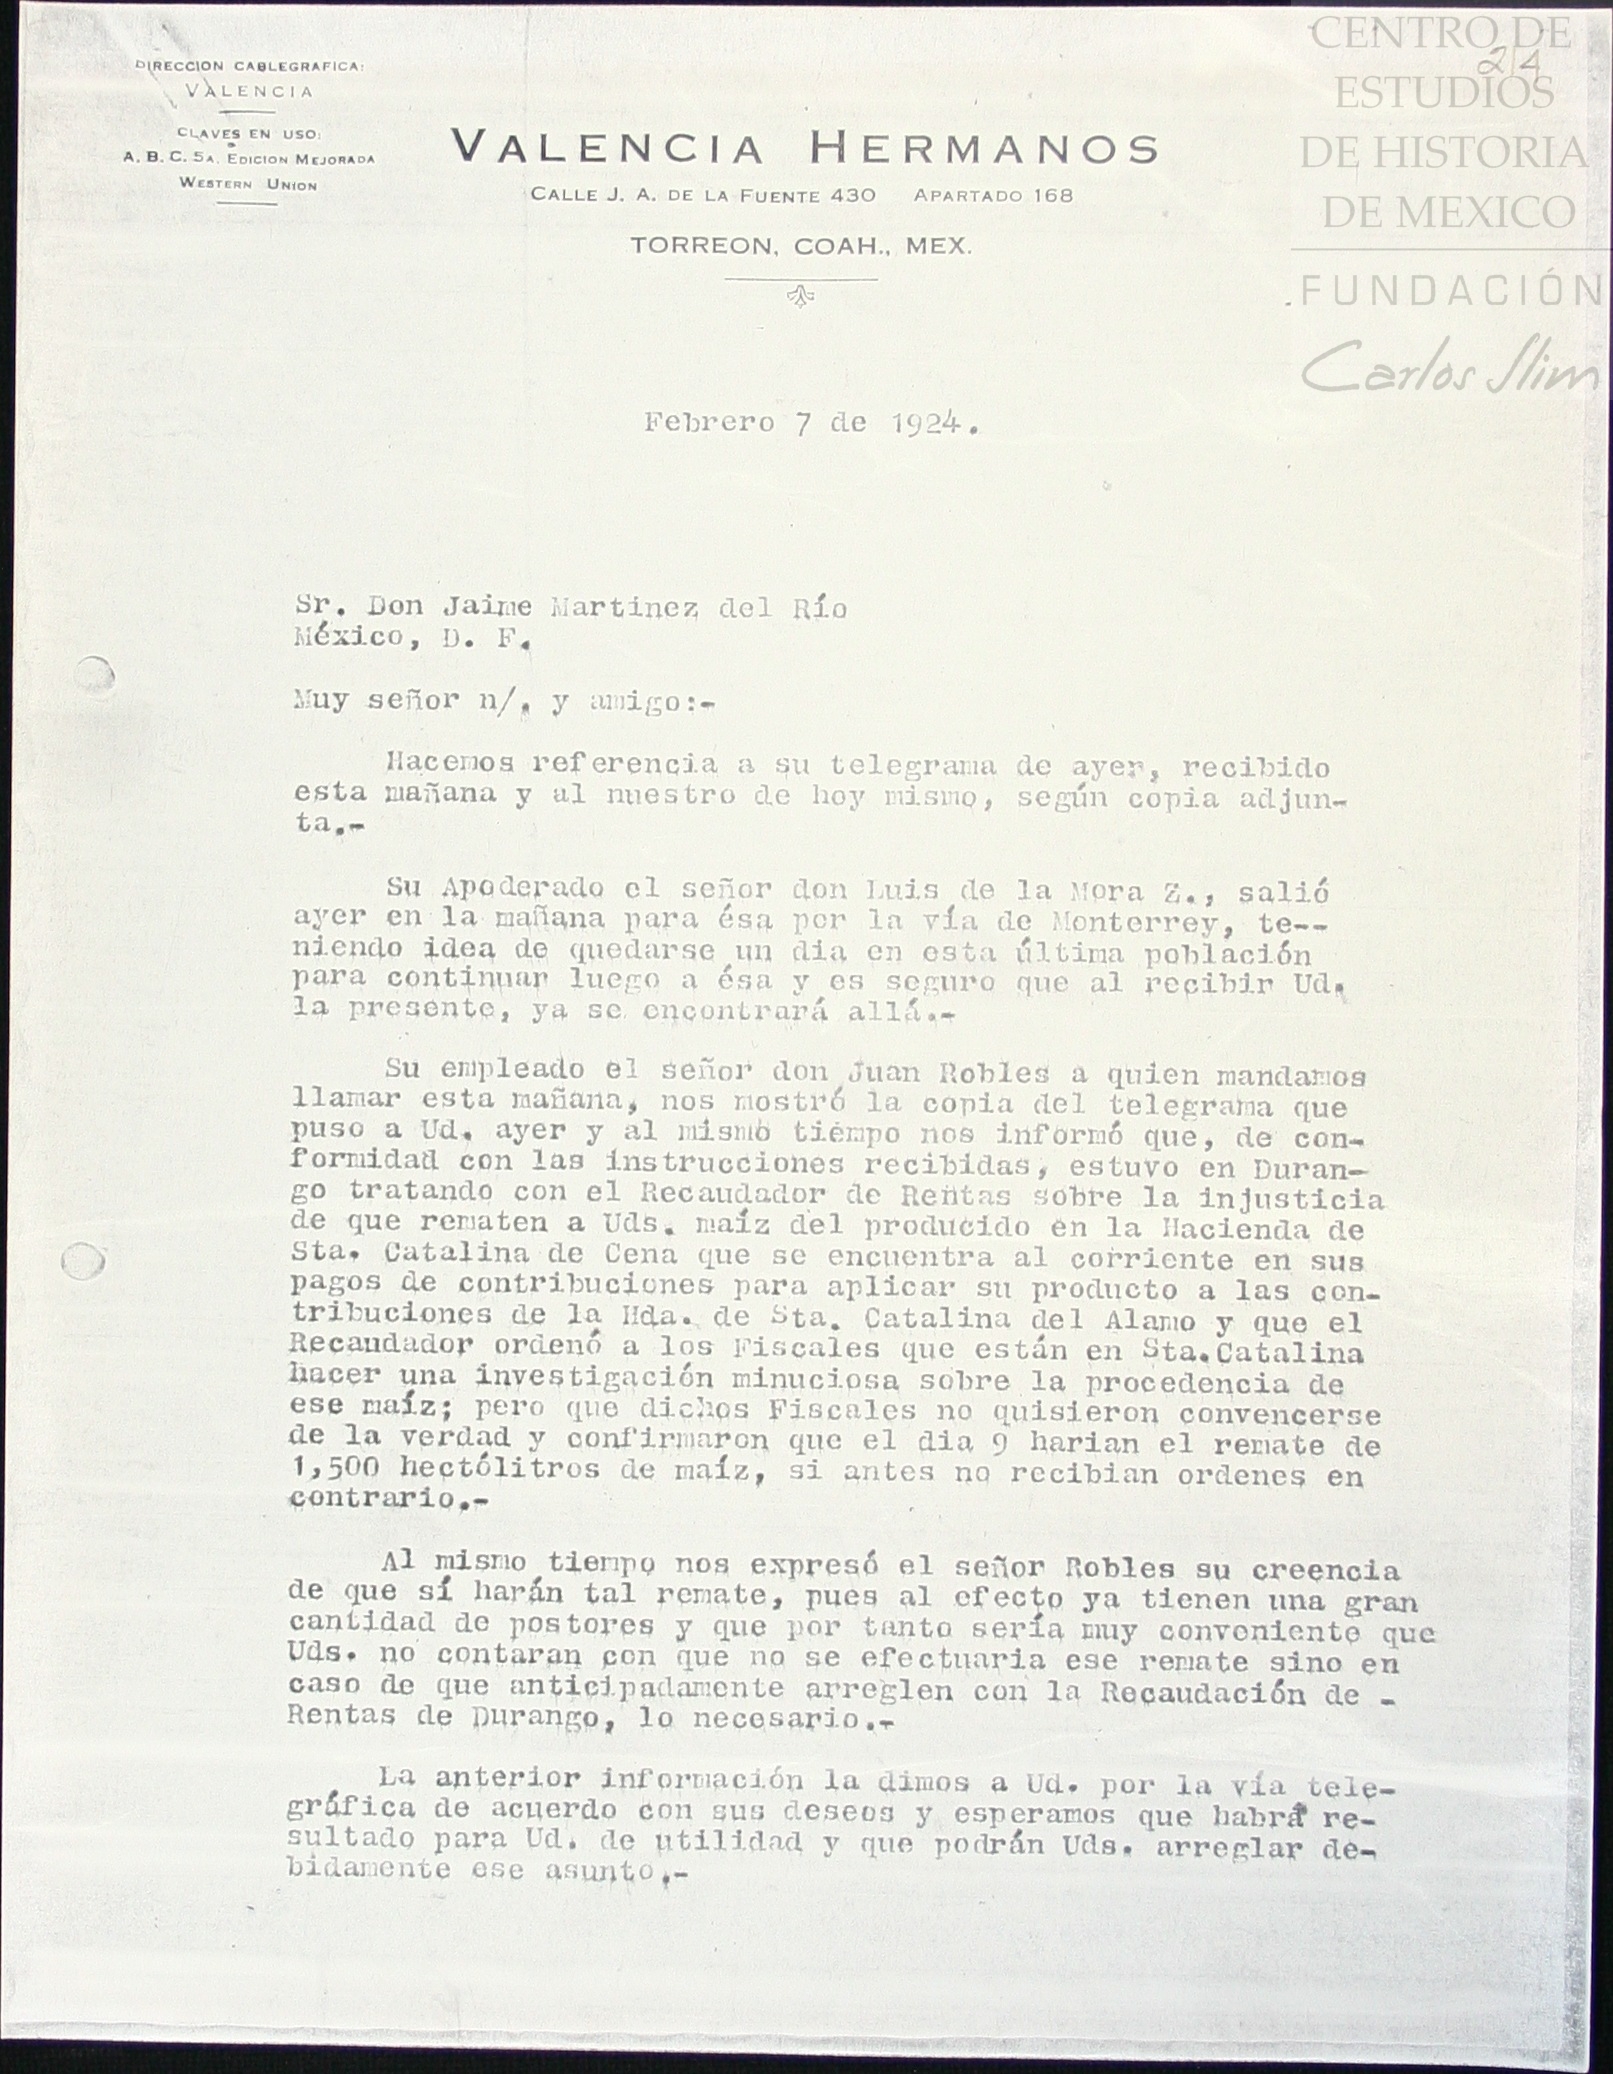 DIRECCION CABLEGRAFICA:
VALENCIA
CLAVES EN USO:
A. B. C. 5A. EDICION MEJORADA
WESTERN UNION
VALENCIA HERMANOS
CALLE J. A. DE LA FUENTE 430 APARTADO 168
TORREON, COAH., MEX.
CENTRO DE
ESTUDIOS
DE HISTORIA
DE MEXICO
FUNDACIÓN
Carlos Slim
2/4
Febrero 7 de 1924.
Sr. Don Jaime Martinez del Río
México, D. F.
Muy señor n/. y amigo:-
Hacemos referencia a su telegrama de ayer, recibido
esta mañana y al nuestro de hoy mismo, según copia adjun-
ta.-
Su Apoderado el señor don Luis de la Mora Z., salió
ayer en la mañana para ésa por la vía de Monterrey, te--
niendo idea de quedarse un dia en esta última población
para continuar luego a ésa y es seguro que al recibir Ud.
la presente, ya se encontrará allá.-
Su empleado el señor don Juan Robles a quien mandamos
llamar esta mañana, nos mostró la copia del telegrama que
puso a Ud. ayer y al mismo tiempo nos informó que, de con-
formidad con las instrucciones recibidas, estuvo en Duran-
go tratando con el Recaudador de Rentas sobre la injusticia
de que rematen a Uds. maíz del producido en la Hacienda de
Sta. Catalina de Cena que se encuentra al corriente en sus
pagos de contribuciones para aplicar su producto a las con-
tribuciones de la Hda. de Sta. Catalina del Alamo y que el
Recaudador ordenó a los Fiscales que están en Sta.Catalina
hacer una investigación minuciosa sobre la procedencia de
ese maíz; pero que dichos Fiscales no quisieron convencerse
de la verdad y confirmaron que el dia 9 harian el remate de
1,500 hectólitros de maíz, si antes no recibian ordenes en
contrario.-
Al mismo tiempo nos expresó el señor Robles su creencia
de que sí harán tal remate, pues al efecto ya tienen una gran
cantidad de postores y que por tanto sería muy conveniente que
Uds. no contaran con que no se efectuaria ese remate sino en
caso de que anticipadamente arreglen con la Recaudación de -
Rentas de Durango, lo necesario.-
La anterior información la dimos a Ud. por la vía tele-
gráfica de acuerdo con sus deseos y esperamos que habrá re-
sultado para Ud. de utilidad y que podrán Uds. arreglar de-
bidamente ese asunto.-